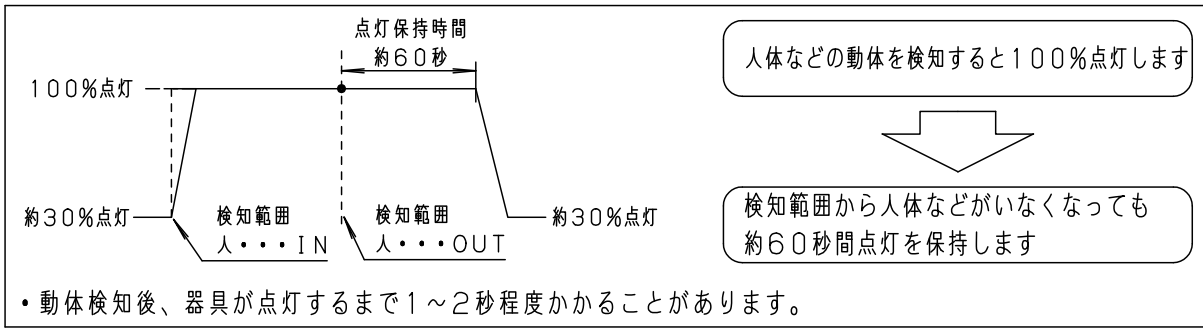 点灯保持時間
約60秒
100%点灯
約30%点灯
検知範囲
人・・・IN
検知範囲
人・・・OUT
約30%点灯
人体などの動体を検知すると100%点灯します
検知範囲から人体などがいなくなっても
約60秒間点灯を保持します
・動体検知後、器具が点灯するまで1～2秒程度かかることがあります。